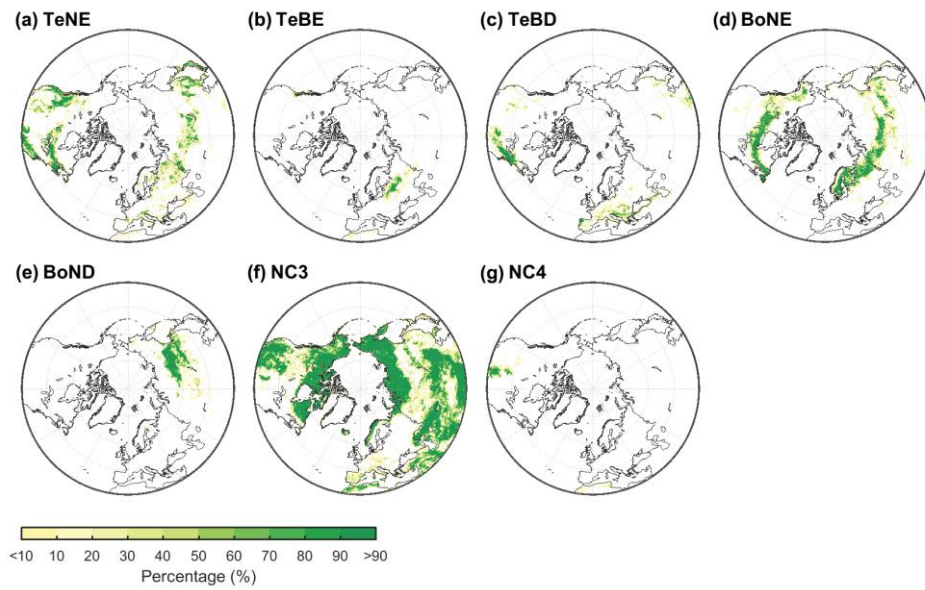 (a) TeNE
(b) TeBE
(c) TeBD
(d) BoNE
(e) BoND
(f) NC3
(g) NC4
<10 10 20 30 40 50 60 70 80 90 >90
Percentage (%)